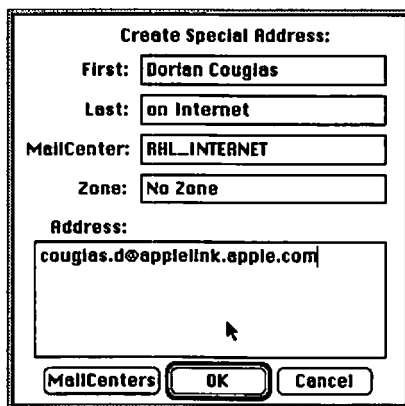 Create Special Address:
First: Dorian Cougias
Last: on Internet
MailCenter: RHL_INTERNET
Zone: No Zone
Address:
cougias.d@applelink.apple.com
MailCenters OK Cancel